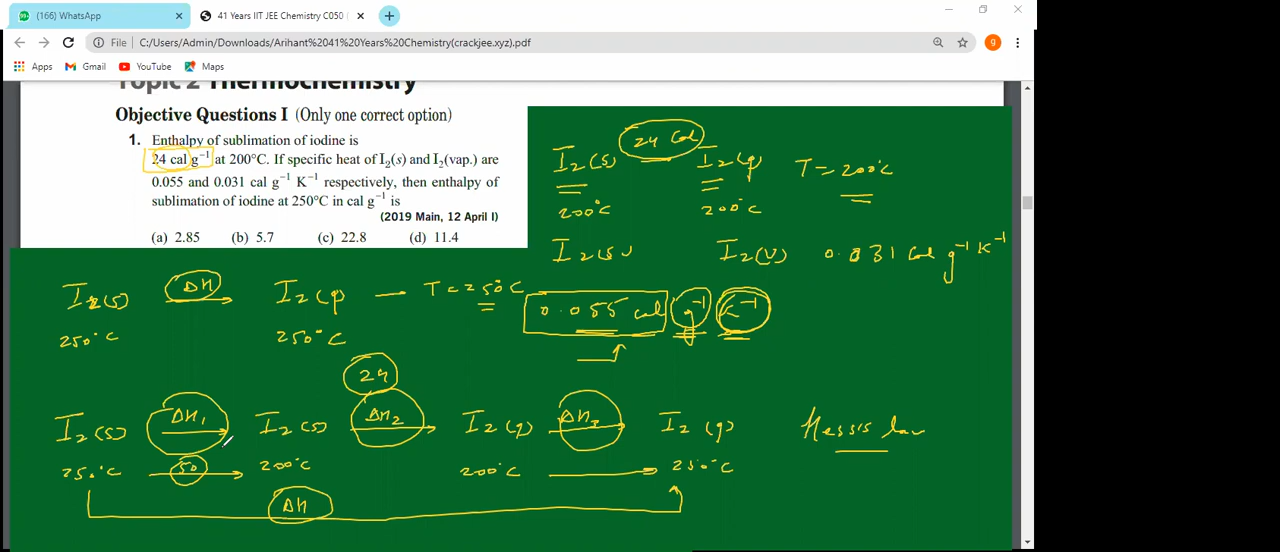 (166) WhatsApp
41 Years IIT JEE Chemistry C050
File | C:/Users/Admin/Downloads/Arihant%2041%20Years%20Chemistry(crackjee.xyz).pdf
g
Apps Gmail YouTube Maps
Topic 2 Thermochemistry
Objective Questions I (Only one correct option)
1. Enthalpy of sublimation of iodine is
24 cal g⁻¹ at 200°C. If specific heat of I₂(s) and I₂(vap.) are
0.055 and 0.031 cal g⁻¹ K⁻¹ respectively, then enthalpy of
sublimation of iodine at 250°C in cal g⁻¹ is
(2019 Main, 12 April I)
(a) 2.85 (b) 5.7 (c) 22.8 (d) 11.4
24 cal
I₂(s) I₂(g) T = 200°C
200°C 200°C
I₂(s) I₂(v) 0.031 cal g⁻¹ K⁻¹
I₂(s) ΔH → I₂(g) — T = 250°C
0.055 cal g⁻¹ K⁻¹
250°C 250°C
24
I₂(s) ΔH₁ → I₂(s) ΔH₂ → I₂(g) ΔH₃ → I₂(g) Hess's law
250°C 50 → 200°C 200°C → 250°C
ΔH